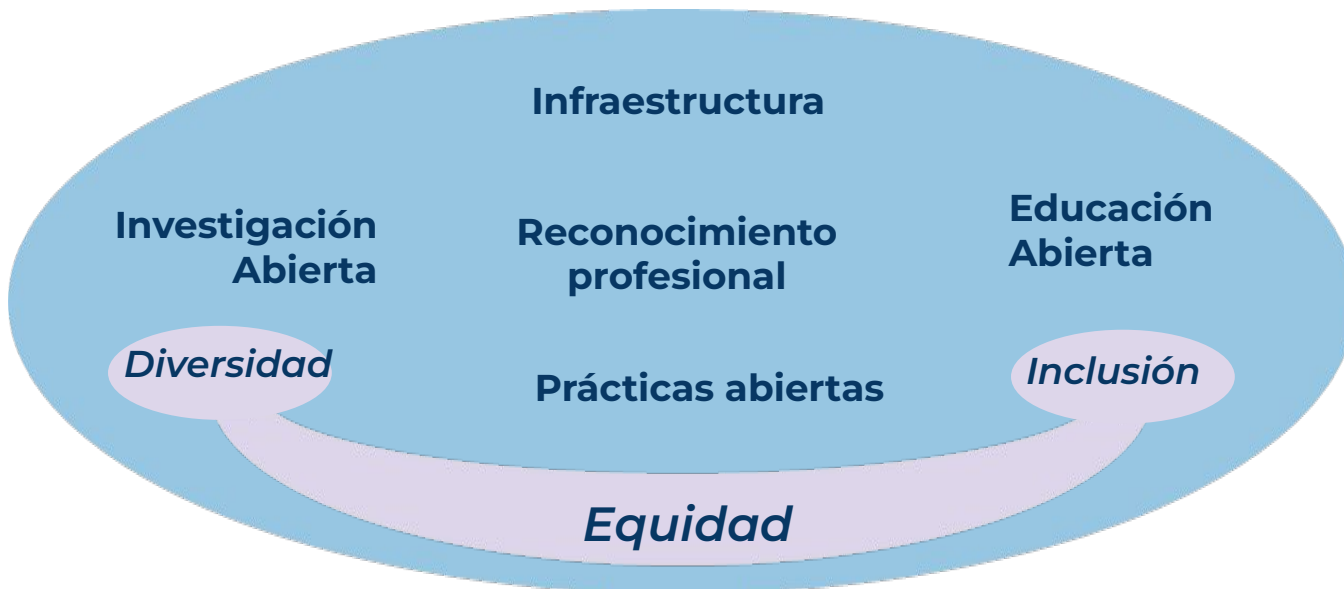 Infraestructura
Investigación
Abierta
Reconocimiento
profesional
Educación
Abierta
Diversidad
Prácticas abiertas
Inclusión
Equidad